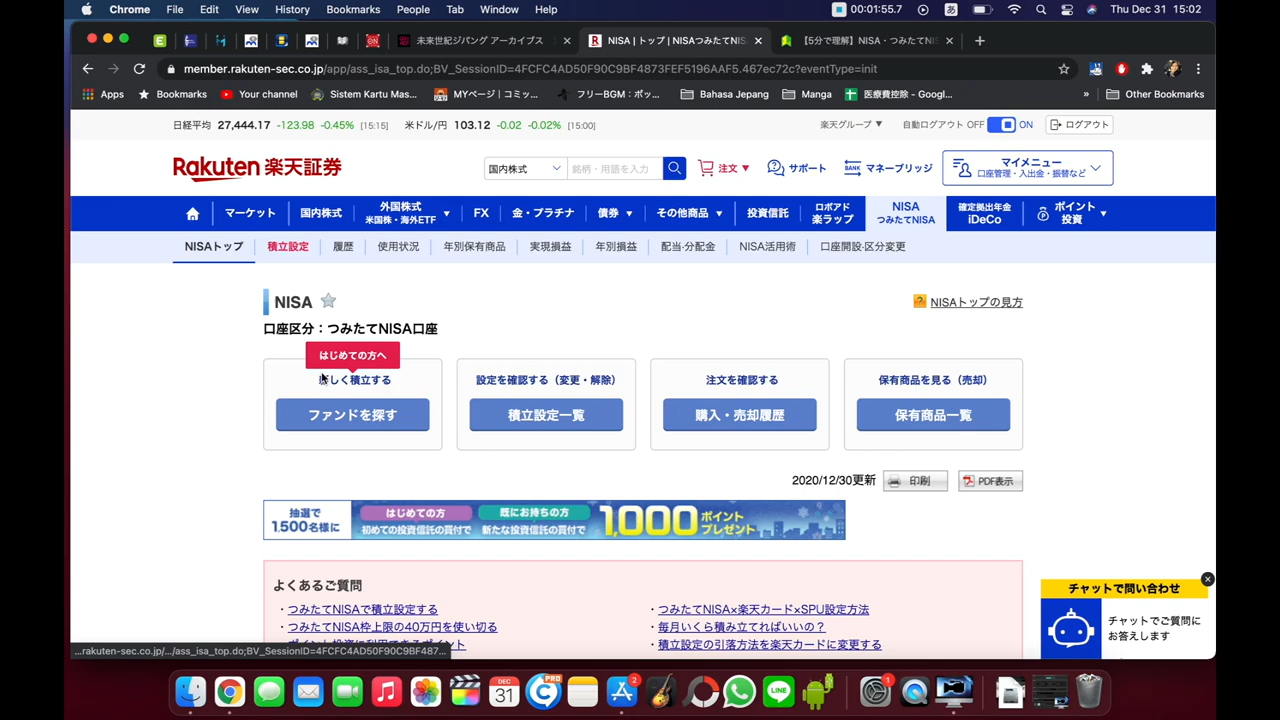 Chrome File Edit View History Bookmarks People Tab Window Help 00:01:55.7 あ Thu Dec 31 15:02
未来世紀ジパング アーカイブス NISA | トップ | NISAつみたてNIS 【5分で理解】NISA・つみたてNIS
member.rakuten-sec.co.jp/app/ass_isa_top.do;BV_SessionID=4FCFC4AD50F90C9BF4873FEF5196AAF5.467ec72c?eventType=init
Apps Bookmarks Your channel Sistem Kartu Mas... MYページ | コミッ... フリーBGM:ポッ... Bahasa Jepang Manga 医療費控除 - Googl... » Other Bookmarks
日経平均 27,444.17 -123.98 -0.45% [15:15] 米ドル/円 103.12 -0.02 -0.02% [15:00] 楽天グループ ▼ 自動ログアウト OFF ON ログアウト
Rakuten 楽天証券 国内株式 銘柄・用語を入力 注文 ▼ サポート BANK マネーブリッジ マイメニュー
口座管理・入出金・振替など
マーケット 国内株式 外国株式 米国株・海外ETF ▼ FX 金・プラチナ 債券 ▼ その他商品 ▼ 投資信託 ロボアド 楽ラップ NISA つみたてNISA 確定拠出年金 iDeCo ポイント 投資 ▼
NISAトップ 積立設定 履歴 使用状況 年別保有商品 実現損益 年別損益 配当·分配金 NISA活用術 口座開設·区分変更
NISA ? NISAトップの見方
口座区分：つみたてNISA口座
はじめての方へ
しく積立する 設定を確認する（変更・解除） 注文を確認する 保有商品を見る（売却）
ファンドを探す 積立設定一覧 購入・売却履歴 保有商品一覧
2020/12/30更新 印刷 PDF表示
抽選で 1,500名様に はじめての方 初めての投資信託の買付で 既にお持ちの方 新たな投資信託の買付で 1,000 ポイント プレゼント
よくあるご質問
・つみたてNISAで積立設定する ・つみたてNISA×楽天カード×SPU設定方法
・つみたてNISA枠上限の40万円を使い切る ・毎月いくら積み立てればいいの？
・積立設定の引落方法を楽天カードに変更する
チャットで問い合わせ
チャットでご質問に
お答えします
...rakuten-sec.co.jp/.../ass_isa_top.do;BV_SessionID=4FCFC4AD50F90C9BF487...
DEC 31 PRO 2 LINE 1